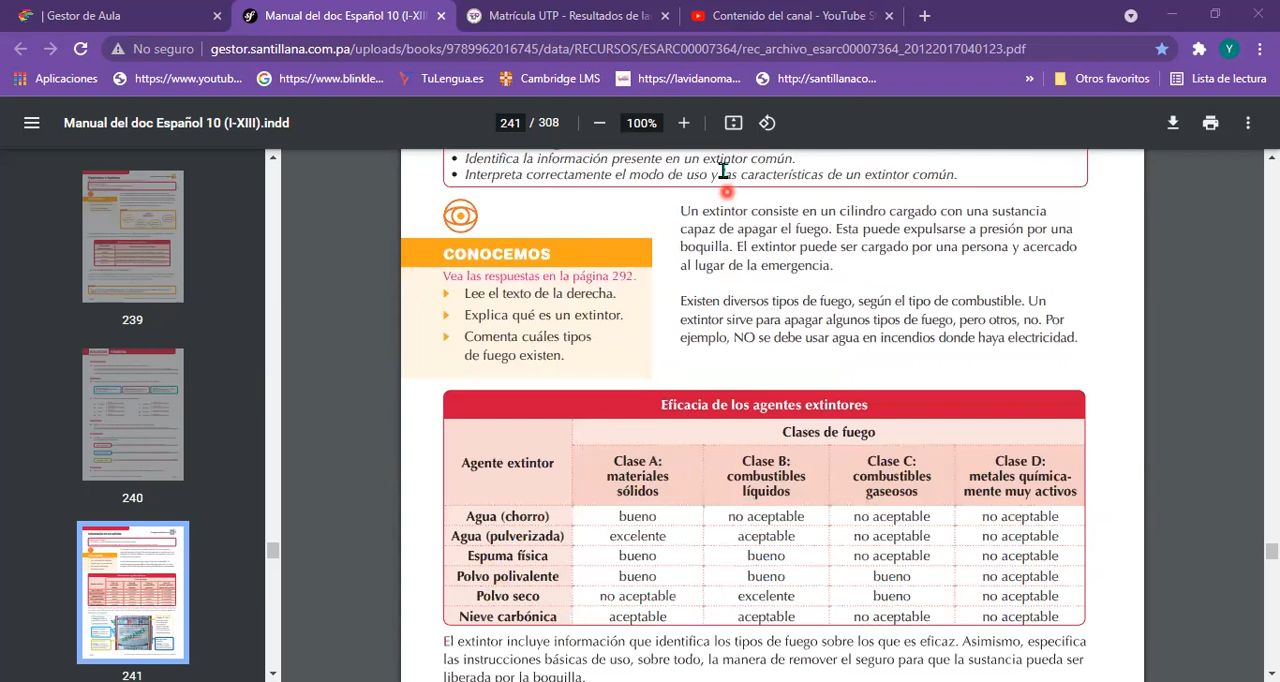 | Gestor de Aula
Manual del doc Español 10 (I-XIII
Matrícula UTP - Resultados de la
Contenido del canal - YouTube S
No seguro
gestor.santillana.com.pa/uploads/books/9789962016745/data/RECURSOS/ESARC00007364/rec_archivo_esarc00007364_20122017040123.pdf
Y
Aplicaciones
https://www.youtub...
https://www.blinkle...
TuLengua.es
Cambridge LMS
https://lavidanoma...
http://santillanaco...
»
Otros favoritos
Lista de lectura
Manual del doc Español 10 (I-XIII).indd
241 / 308
100%
239
240
241
• Identifica la información presente en un extintor común.
• Interpreta correctamente el modo de uso y las características de un extintor común.
CONOCEMOS
Vea las respuestas en la página 292.
Lee el texto de la derecha.
Explica qué es un extintor.
Comenta cuáles tipos
de fuego existen.
Un extintor consiste en un cilindro cargado con una sustancia
capaz de apagar el fuego. Esta puede expulsarse a presión por una
boquilla. El extintor puede ser cargado por una persona y acercado
al lugar de la emergencia.
Existen diversos tipos de fuego, según el tipo de combustible. Un
extintor sirve para apagar algunos tipos de fuego, pero otros, no. Por
ejemplo, NO se debe usar agua en incendios donde haya electricidad.
Eficacia de los agentes extintores
Agente extintor
Clases de fuego
Clase A:
materiales
sólidos
Clase B:
combustibles
líquidos
Clase C:
combustibles
gaseosos
Clase D:
metales química-
mente muy activos
Agua (chorro) bueno no aceptable no aceptable no aceptable
Agua (pulverizada) excelente aceptable no aceptable no aceptable
Espuma física bueno bueno no aceptable no aceptable
Polvo polivalente bueno bueno bueno no aceptable
Polvo seco no aceptable excelente bueno no aceptable
Nieve carbónica aceptable aceptable no aceptable no aceptable
El extintor incluye información que identifica los tipos de fuego sobre los que es eficaz. Asimismo, especifica
las instrucciones básicas de uso, sobre todo, la manera de remover el seguro para que la sustancia pueda ser
liberada por la boquilla.